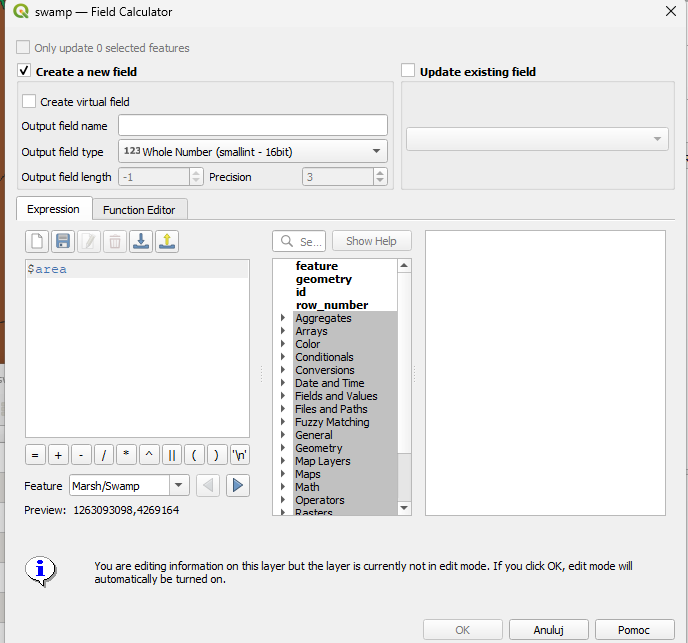 swamp — Field Calculator
Only update 0 selected features
Create a new field
Update existing field
Create virtual field
Output field name
Output field type 123 Whole Number (smallint - 16bit)
Output field length -1 Precision 3
Expression Function Editor
Se... Show Help
$area
feature
geometry
id
row_number
Aggregates
Arrays
Color
Conditionals
Conversions
Date and Time
Fields and Values
Files and Paths
Fuzzy Matching
General
Geometry
Map Layers
Maps
Math
Operators
Rasters
= + - / * ^ || ( ) '\n'
Feature Marsh/Swamp
Preview: 1263093098,4269164
You are editing information on this layer but the layer is currently not in edit mode. If you click OK, edit mode will
automatically be turned on.
OK Anuluj Pomoc